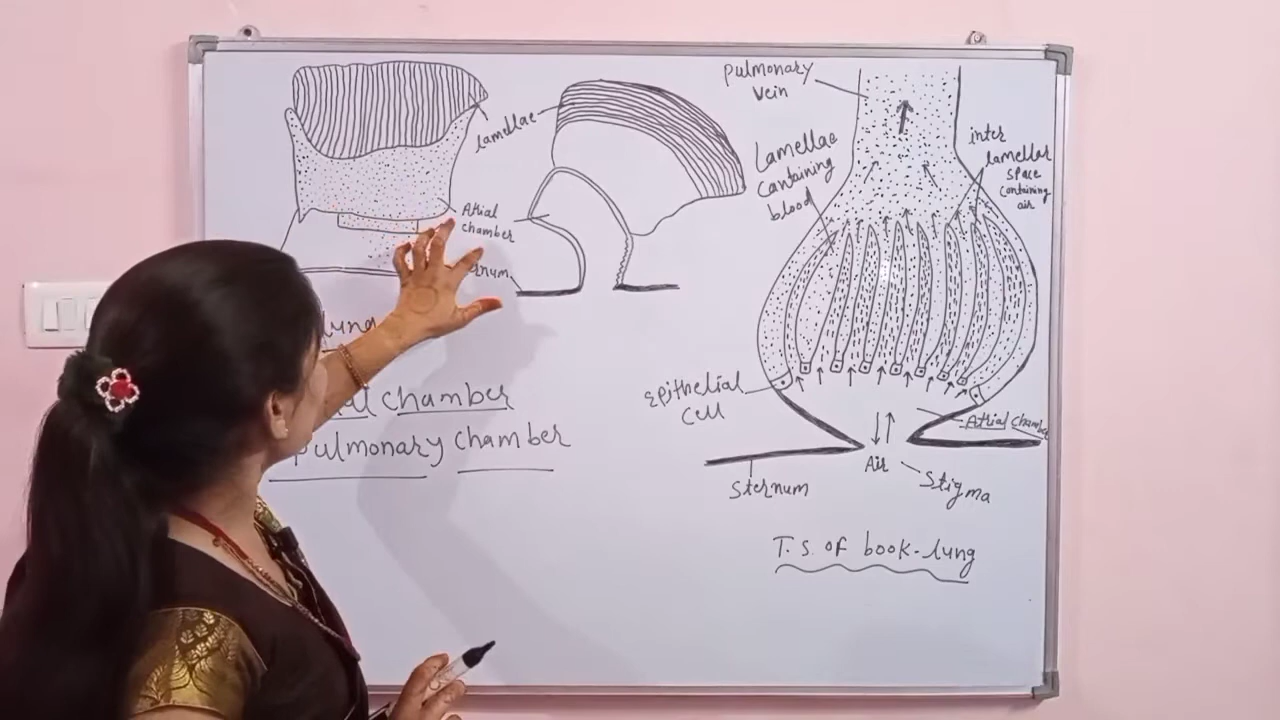 lamellae
Atrial
chamber
chamber
pulmonary chamber
pulmonary
vein
Lamellae
cantaining
blood
inter
lamellar
space
containing
air
Epithelial
cell
Atrial chamber
Air
Stigma
Sternum
T.S. of book-lung